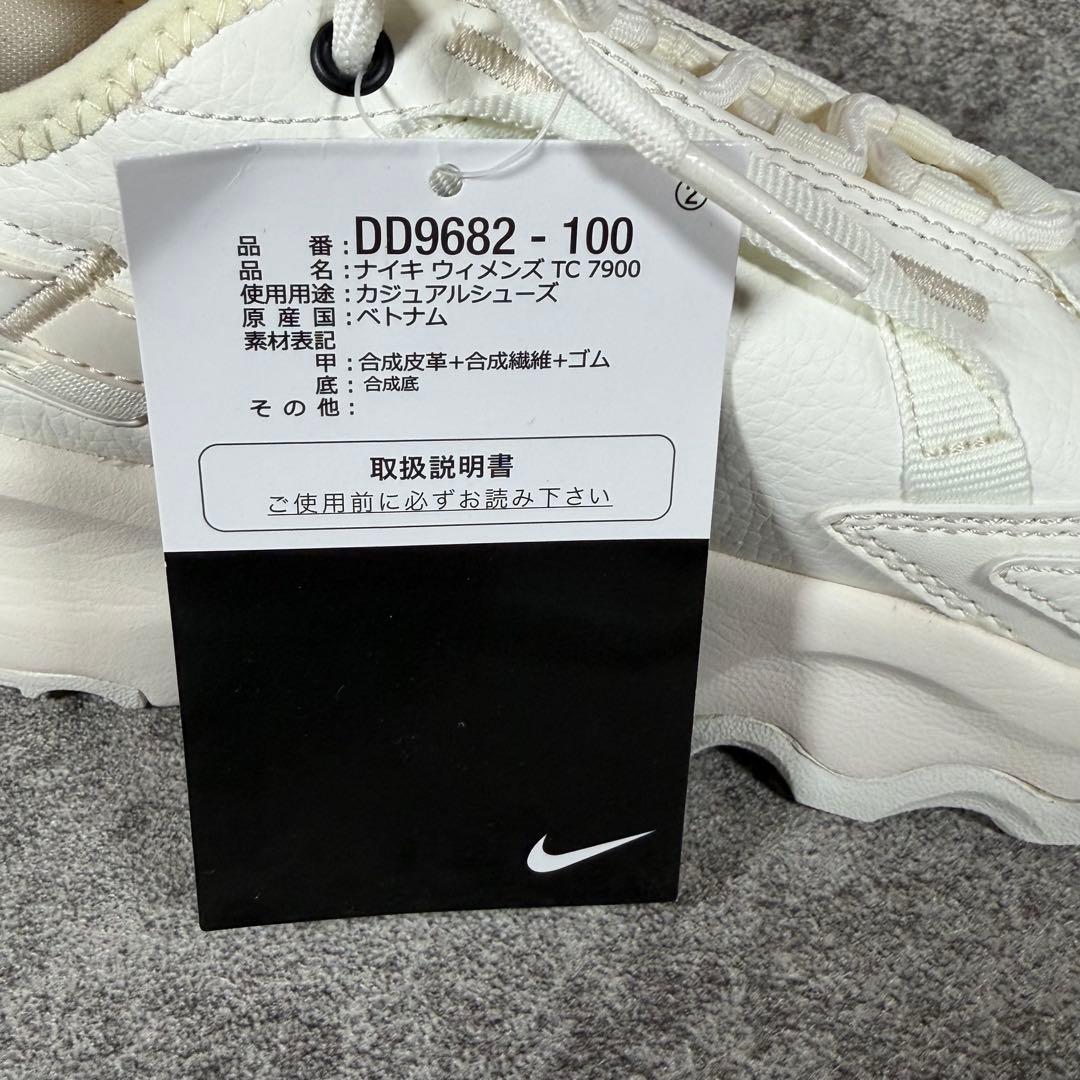 ②
品番：DD9682 - 100
品名：ナイキ ウィメンズ TC 7900
使用用途：カジュアルシューズ
原産国：ベトナム
素材表記
甲：合成皮革+合成繊維+ゴム
底：合成底
その他：
取扱説明書
ご使用前に必ずお読み下さい